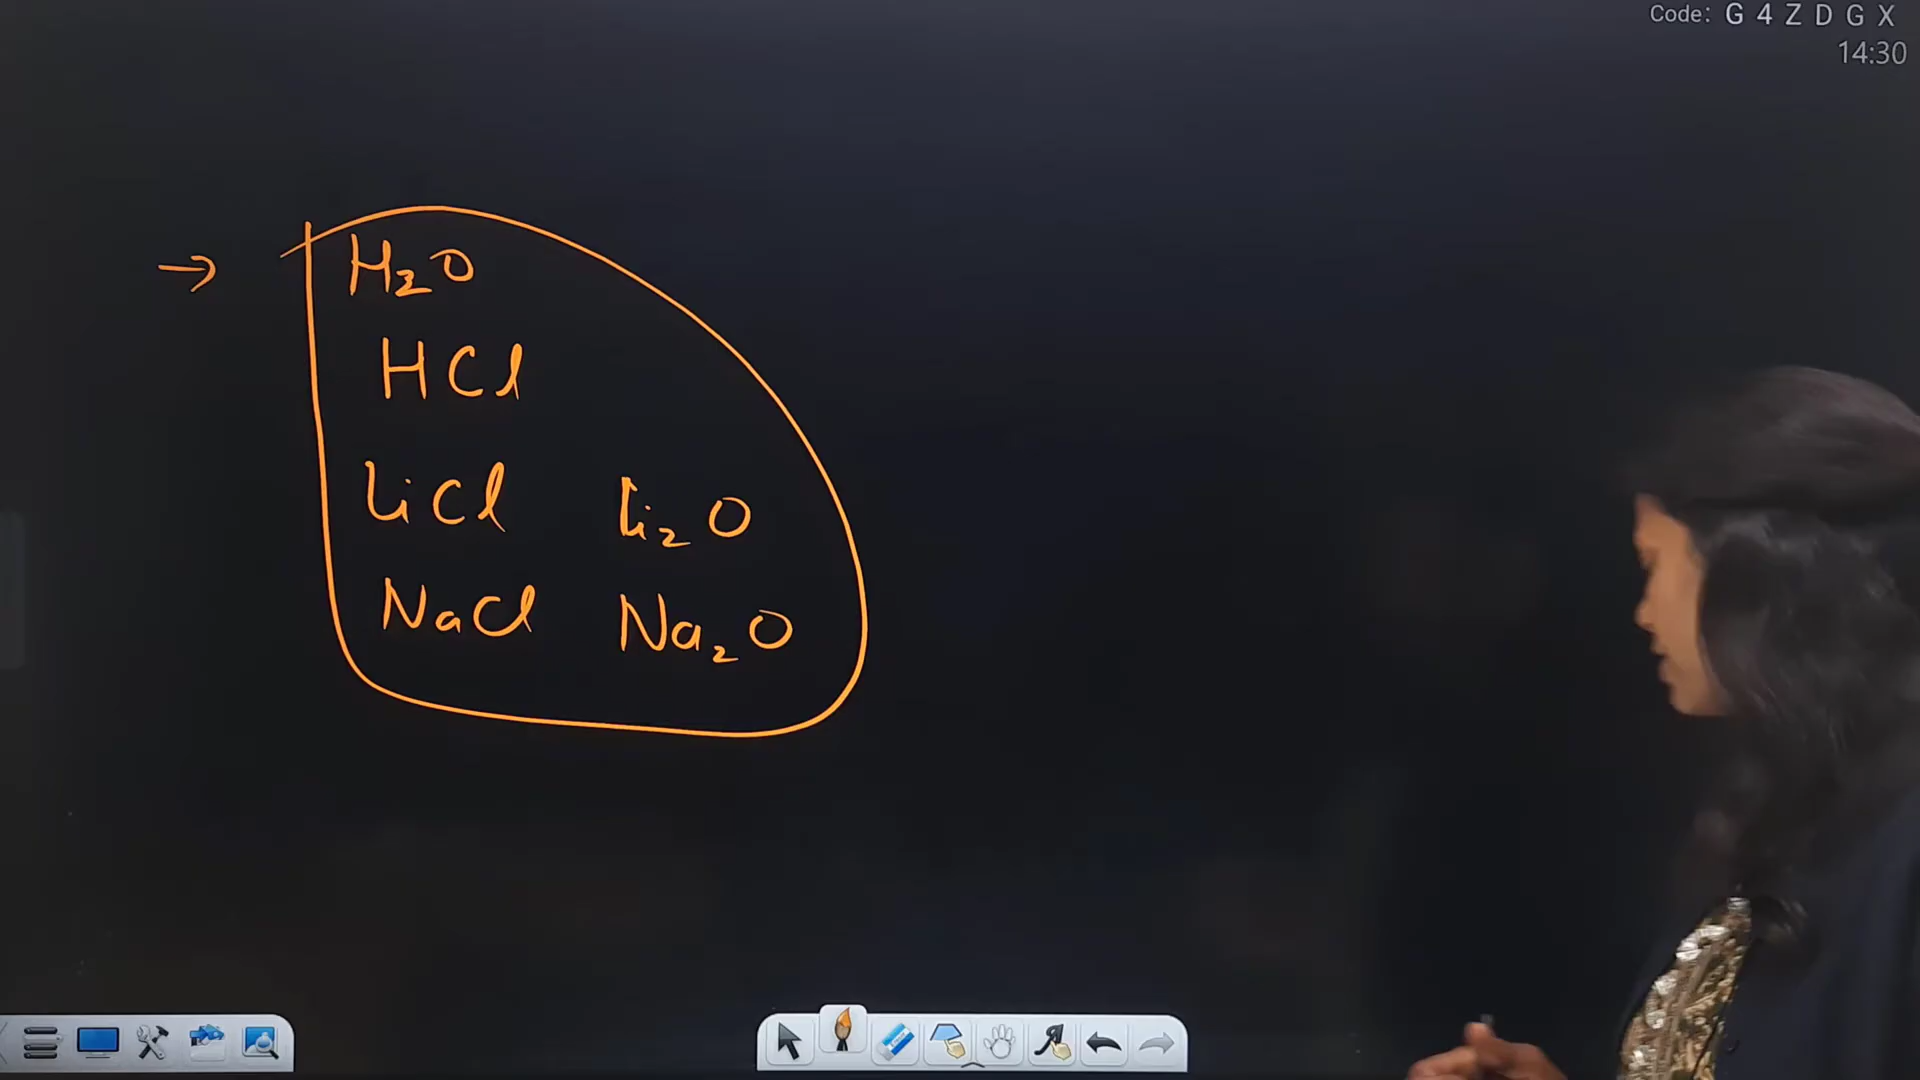 Code: G 4 Z D G X
14:30
→ H₂O
HCl
LiCl Li₂O
NaCl Na₂O